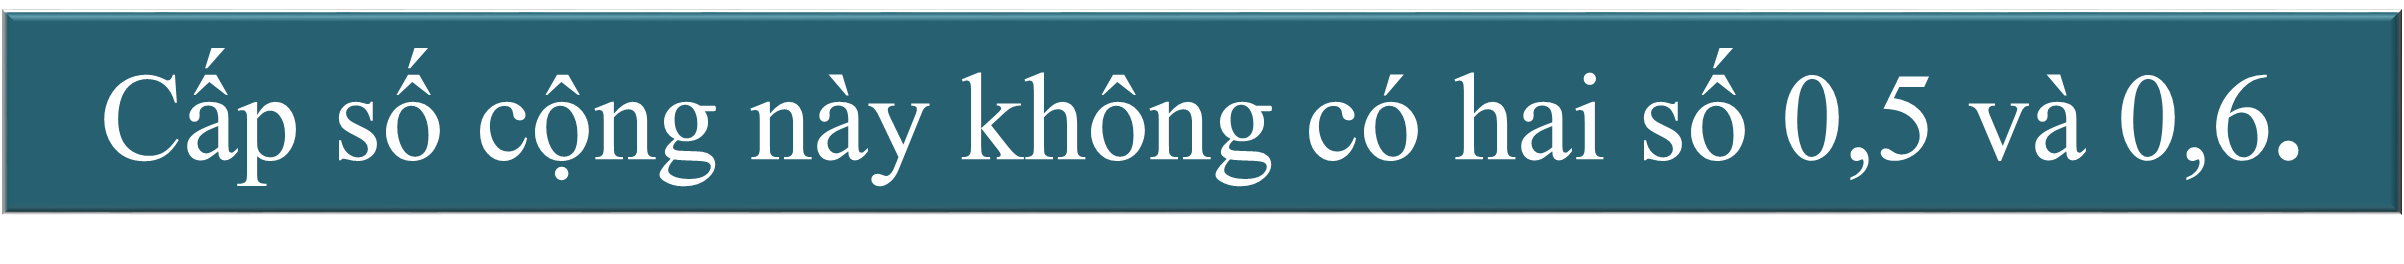 Cấp số cộng này không có hai số 0,5 và 0,6.